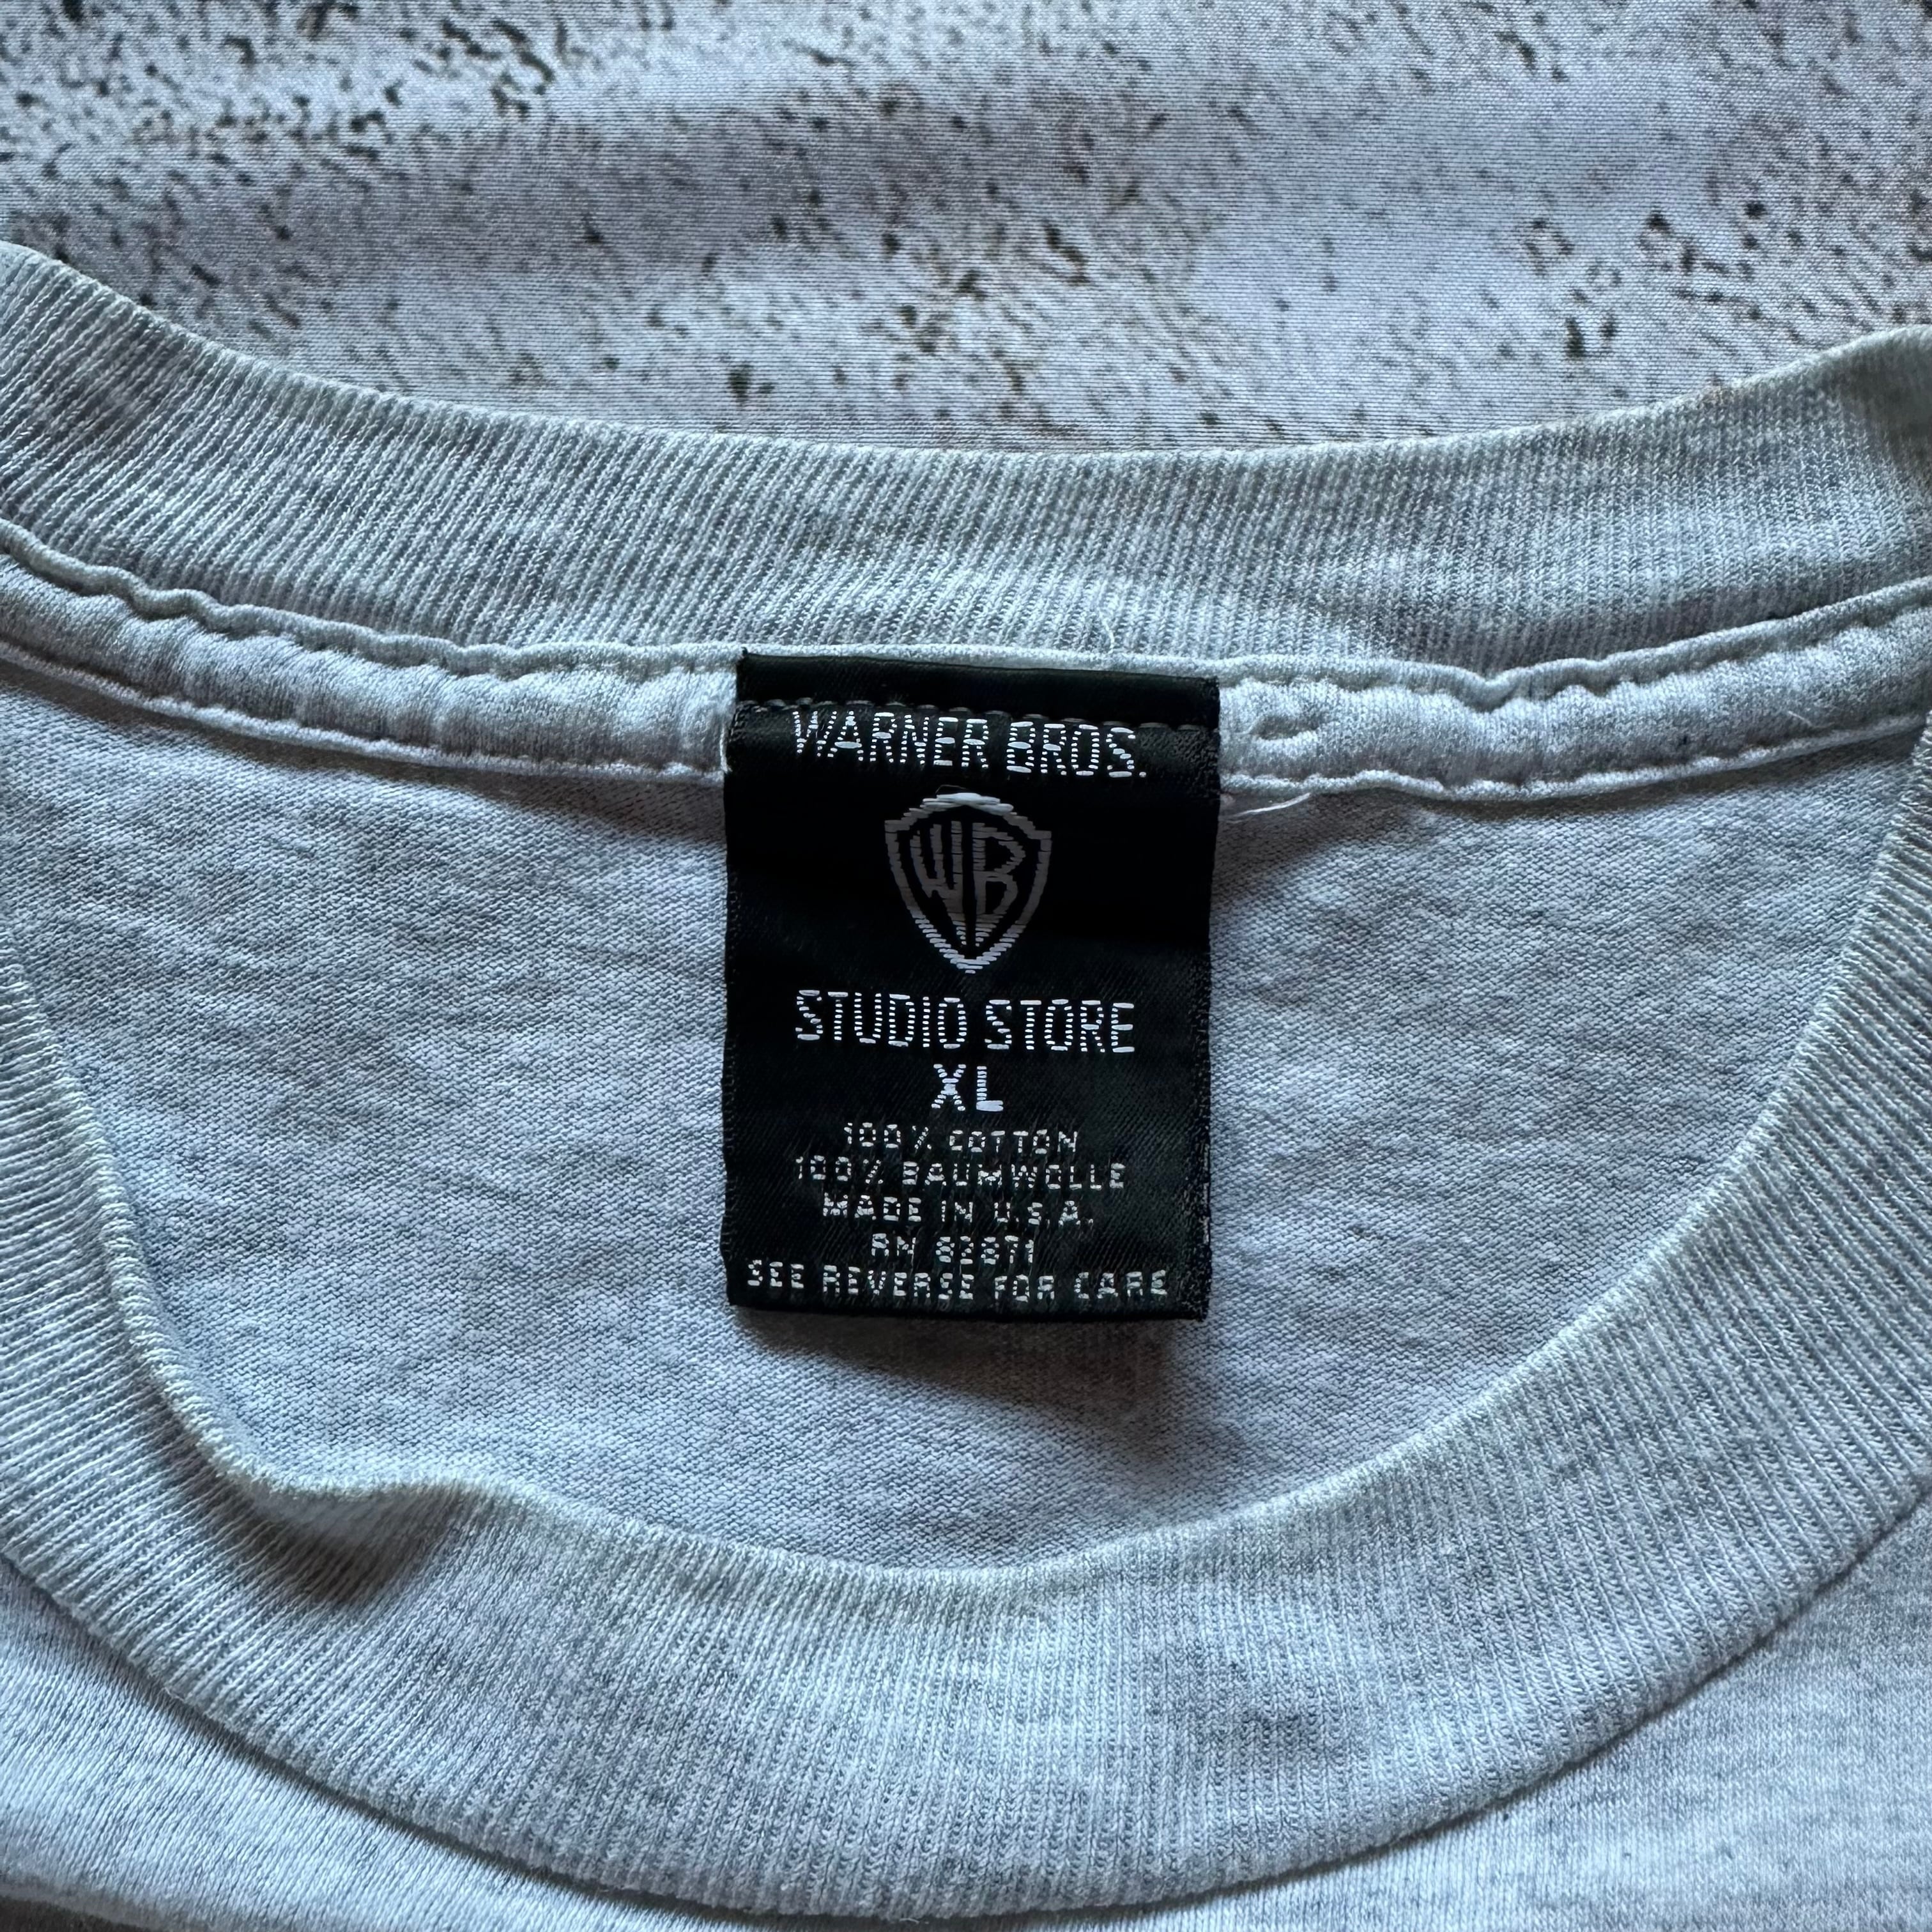 WARNER BROS.
WB
STUDIO STORE
XL
100% COTTON
100% BAUMWOLLE
MADE IN U.S.A.
RN 82871
SEE REVERSE FOR CARE